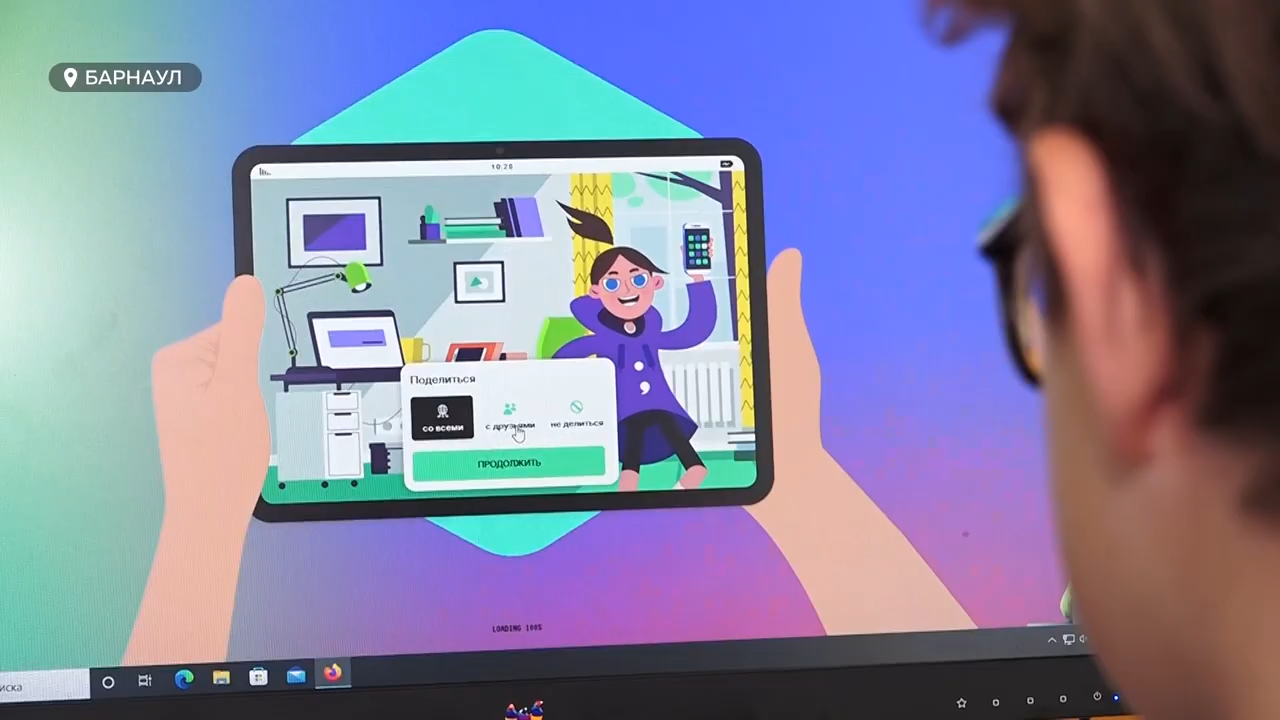 БАРНАУЛ
10:28
Поделиться
со всеми
с друзьями
не делиться
ПРОДОЛЖИТЬ
LOADING 100%
иска